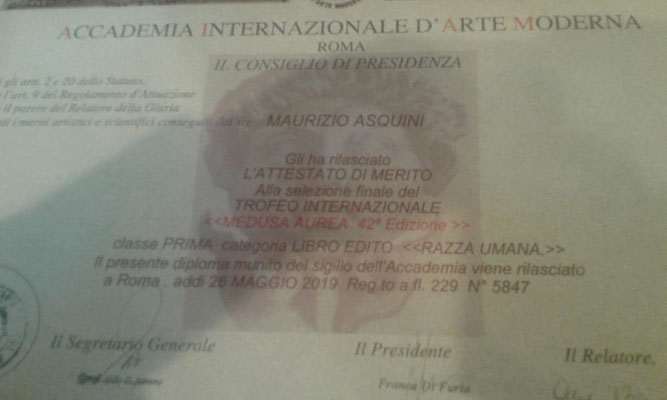 ACCADEMIA INTERNAZIONALE D'ARTE MODERNA
ROMA
IL CONSIGLIO DI PRESIDENZA
i gli artt. 2 e 20 dello Statuto,
l'art. 9 del Regolamento d'Attuazione
il parere del Relatore della Giuria
ti i meriti artistici e scientifici conseguiti dal sig. MAURIZIO ASQUINI
Gli ha rilasciato
L'ATTESTATO DI MERITO
Alla selezione finale del
TROFEO INTERNAZIONALE
<<MEDUSA AUREA 42ª Edizione >>
classe PRIMA categoria LIBRO EDITO <<RAZZA UMANA.>>
Il presente diploma munito del sigillo dell'Accademia viene rilasciato
a Roma . addi 26 MAGGIO 2019 Reg.to a fl. 229 N° 5847
Il Segretario Generale Il Presidente Il Relatore.
Franca Di Furia